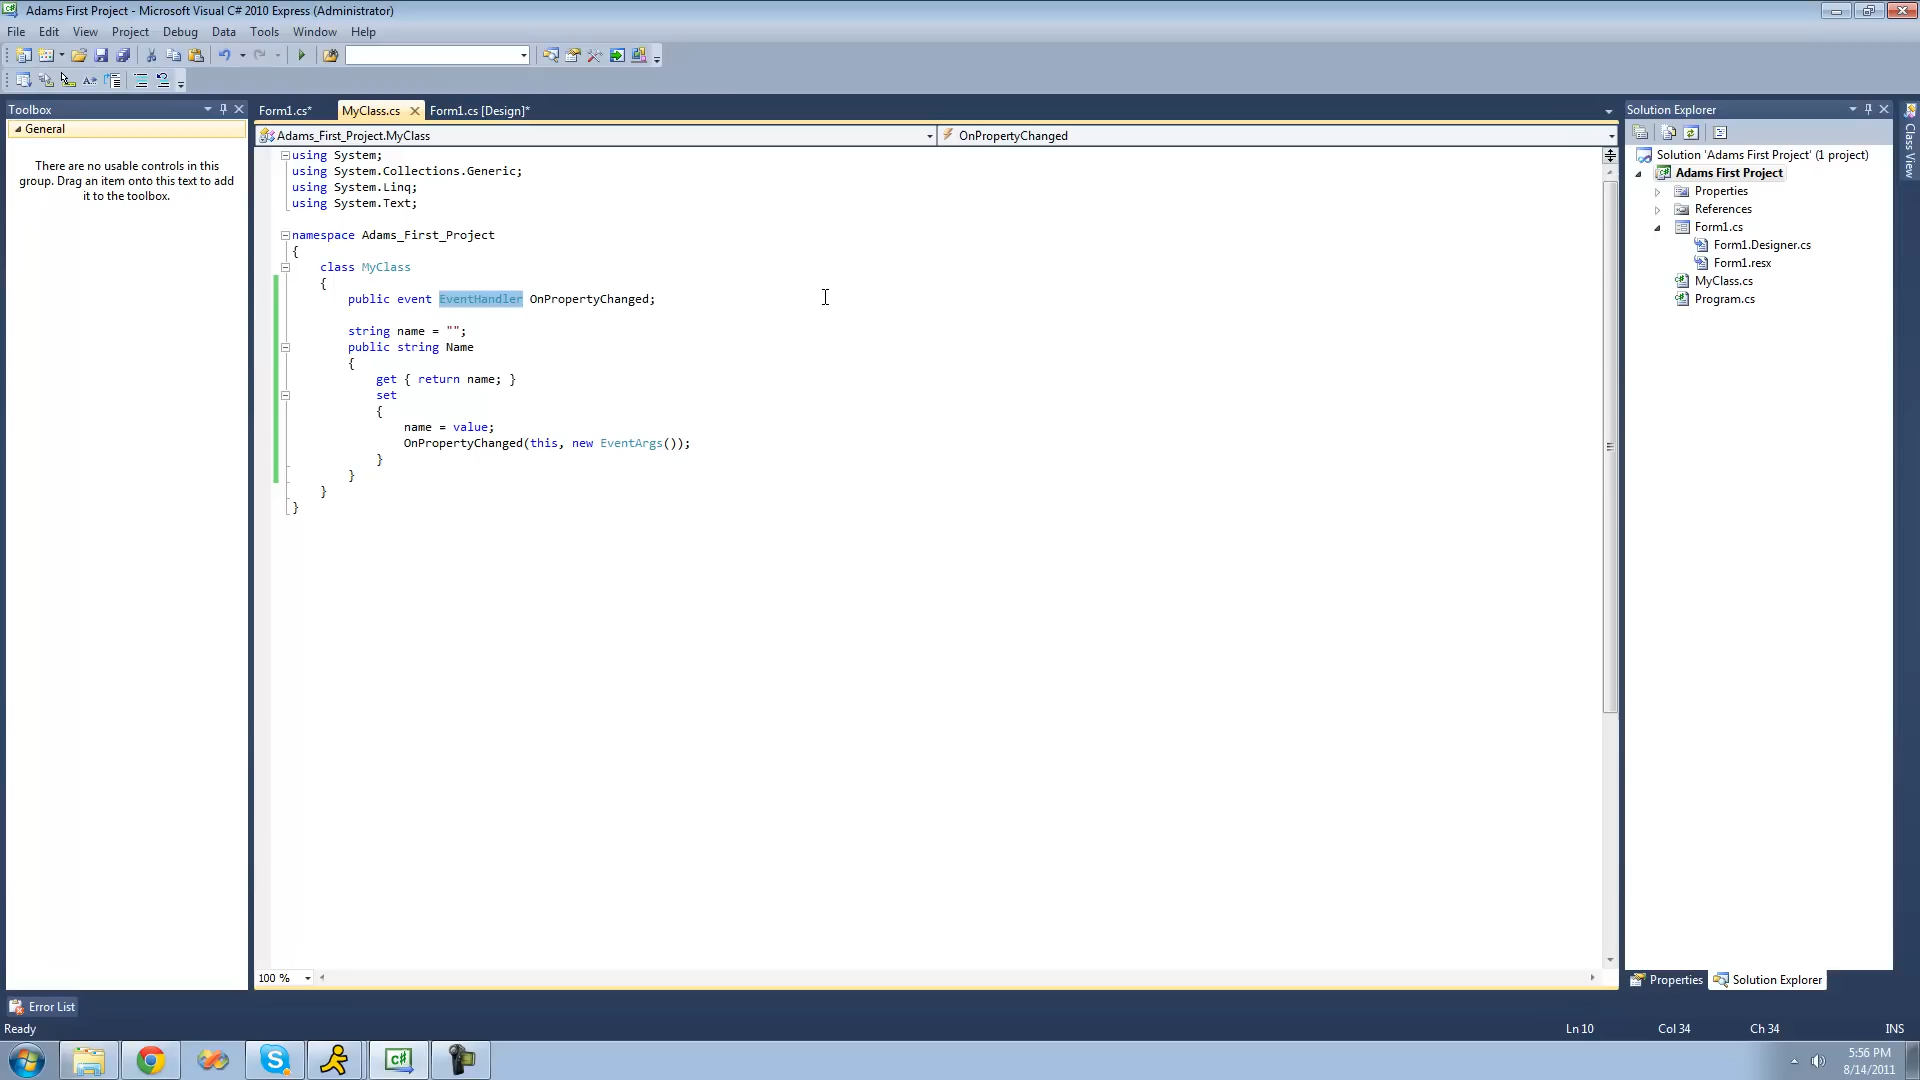 Adams First Project - Microsoft Visual C# 2010 Express (Administrator)
File Edit View Project Debug Data Tools Window Help
Toolbox
General
There are no usable controls in this
group. Drag an item onto this text to add
it to the toolbox.
Form1.cs* MyClass.cs Form1.cs [Design]*
Adams_First_Project.MyClass OnPropertyChanged
using System;
using System.Collections.Generic;
using System.Linq;
using System.Text;
namespace Adams_First_Project
{
class MyClass
{
public event EventHandler OnPropertyChanged;
string name = "";
public string Name
{
get { return name; }
set
{
name = value;
OnPropertyChanged(this, new EventArgs());
}
}
}
}
100 %
Solution Explorer
Solution 'Adams First Project' (1 project)
Adams First Project
Properties
References
Form1.cs
Form1.Designer.cs
Form1.resx
MyClass.cs
Program.cs
Class View
Properties Solution Explorer
Error List
Ready Ln 10 Col 34 Ch 34 INS
5:56 PM
8/14/2011